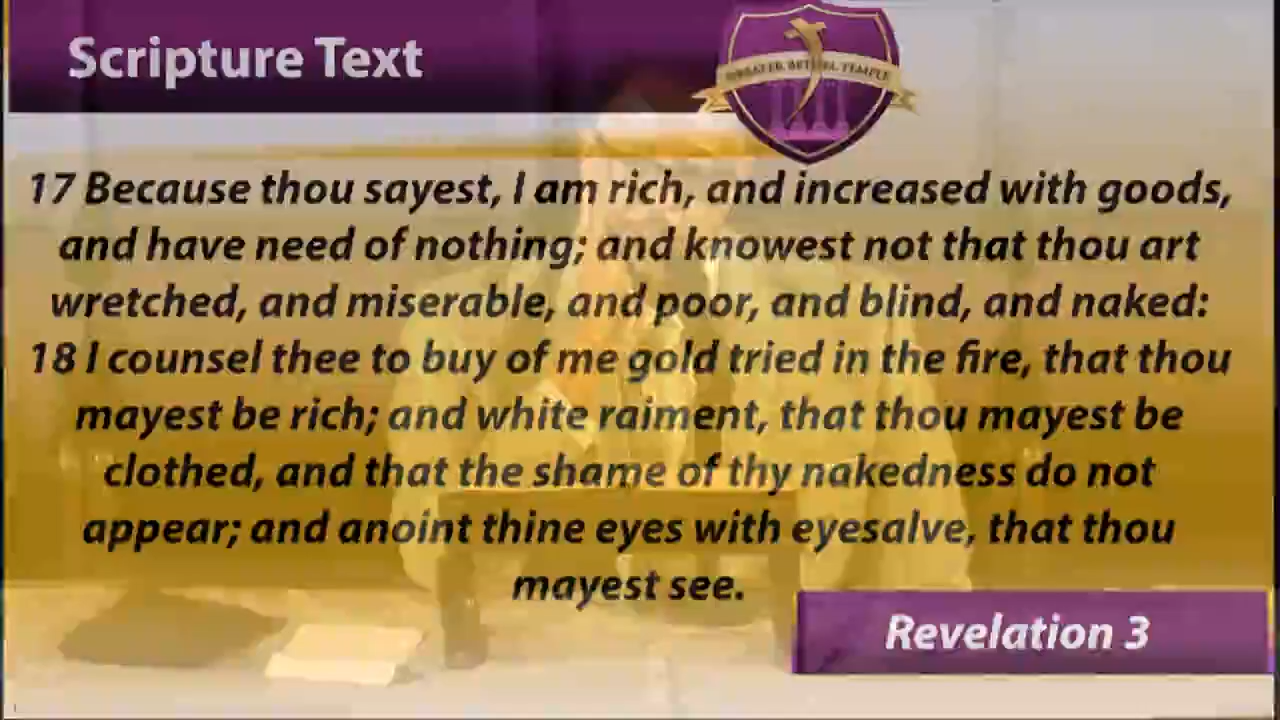 Scripture Text
GREATER BETHEL TEMPLE
17 Because thou sayest, I am rich, and increased with goods,
and have need of nothing; and knowest not that thou art
wretched, and miserable, and poor, and blind, and naked:
18 I counsel thee to buy of me gold tried in the fire, that thou
mayest be rich; and white raiment, that thou mayest be
clothed, and that the shame of thy nakedness do not
appear; and anoint thine eyes with eyesalve, that thou
mayest see.
Revelation 3